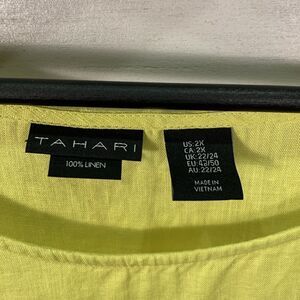 TAHARI
100% LINEN
US:2X
CA:2X
UK:22/24
EU:42/50
AU:22/24
MADE IN
VIETNAM